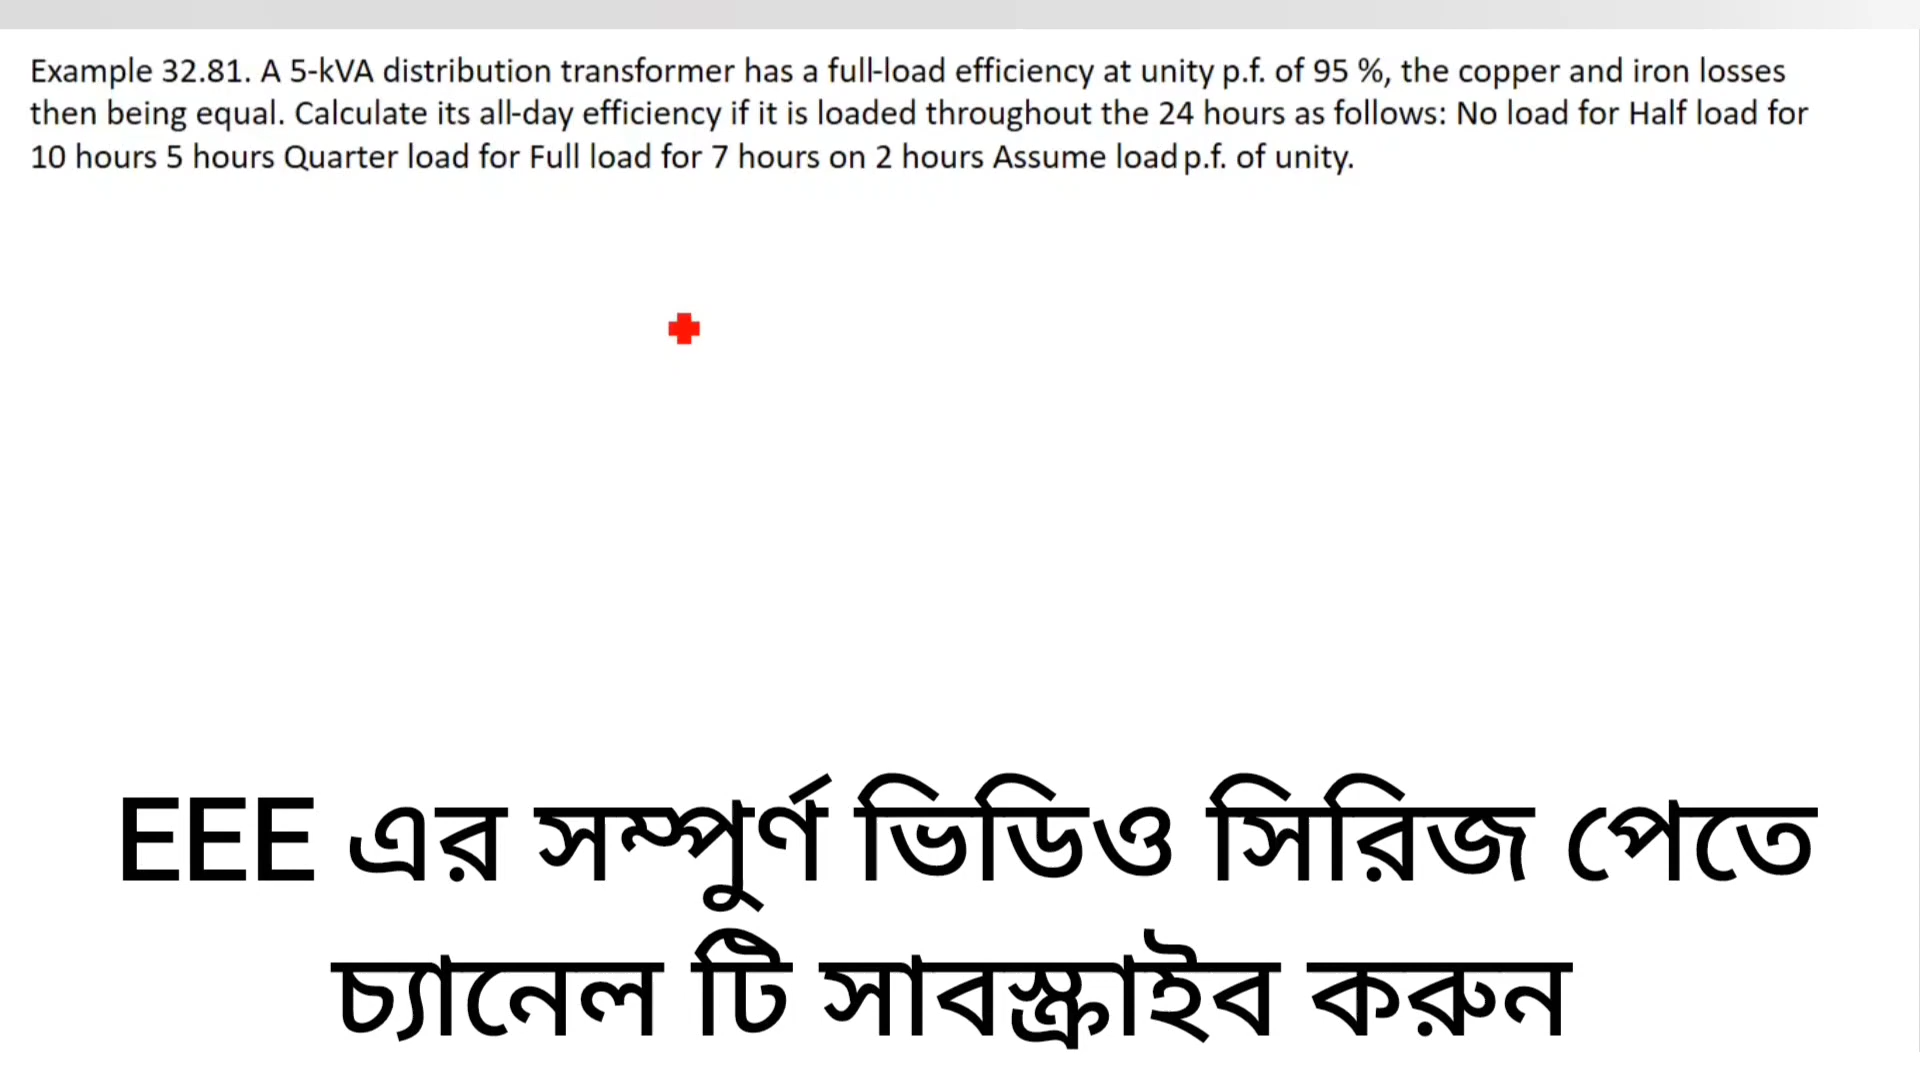 Example 32.81. A 5-kVA distribution transformer has a full-load efficiency at unity p.f. of 95 %, the copper and iron losses
then being equal. Calculate its all-day efficiency if it is loaded throughout the 24 hours as follows: No load for Half load for
10 hours 5 hours Quarter load for Full load for 7 hours on 2 hours Assume load p.f. of unity.
EEE এর সম্পুর্ণ ভিডিও সিরিজ পেতে
চ্যানেল টি সাবস্ক্রাইব করুন